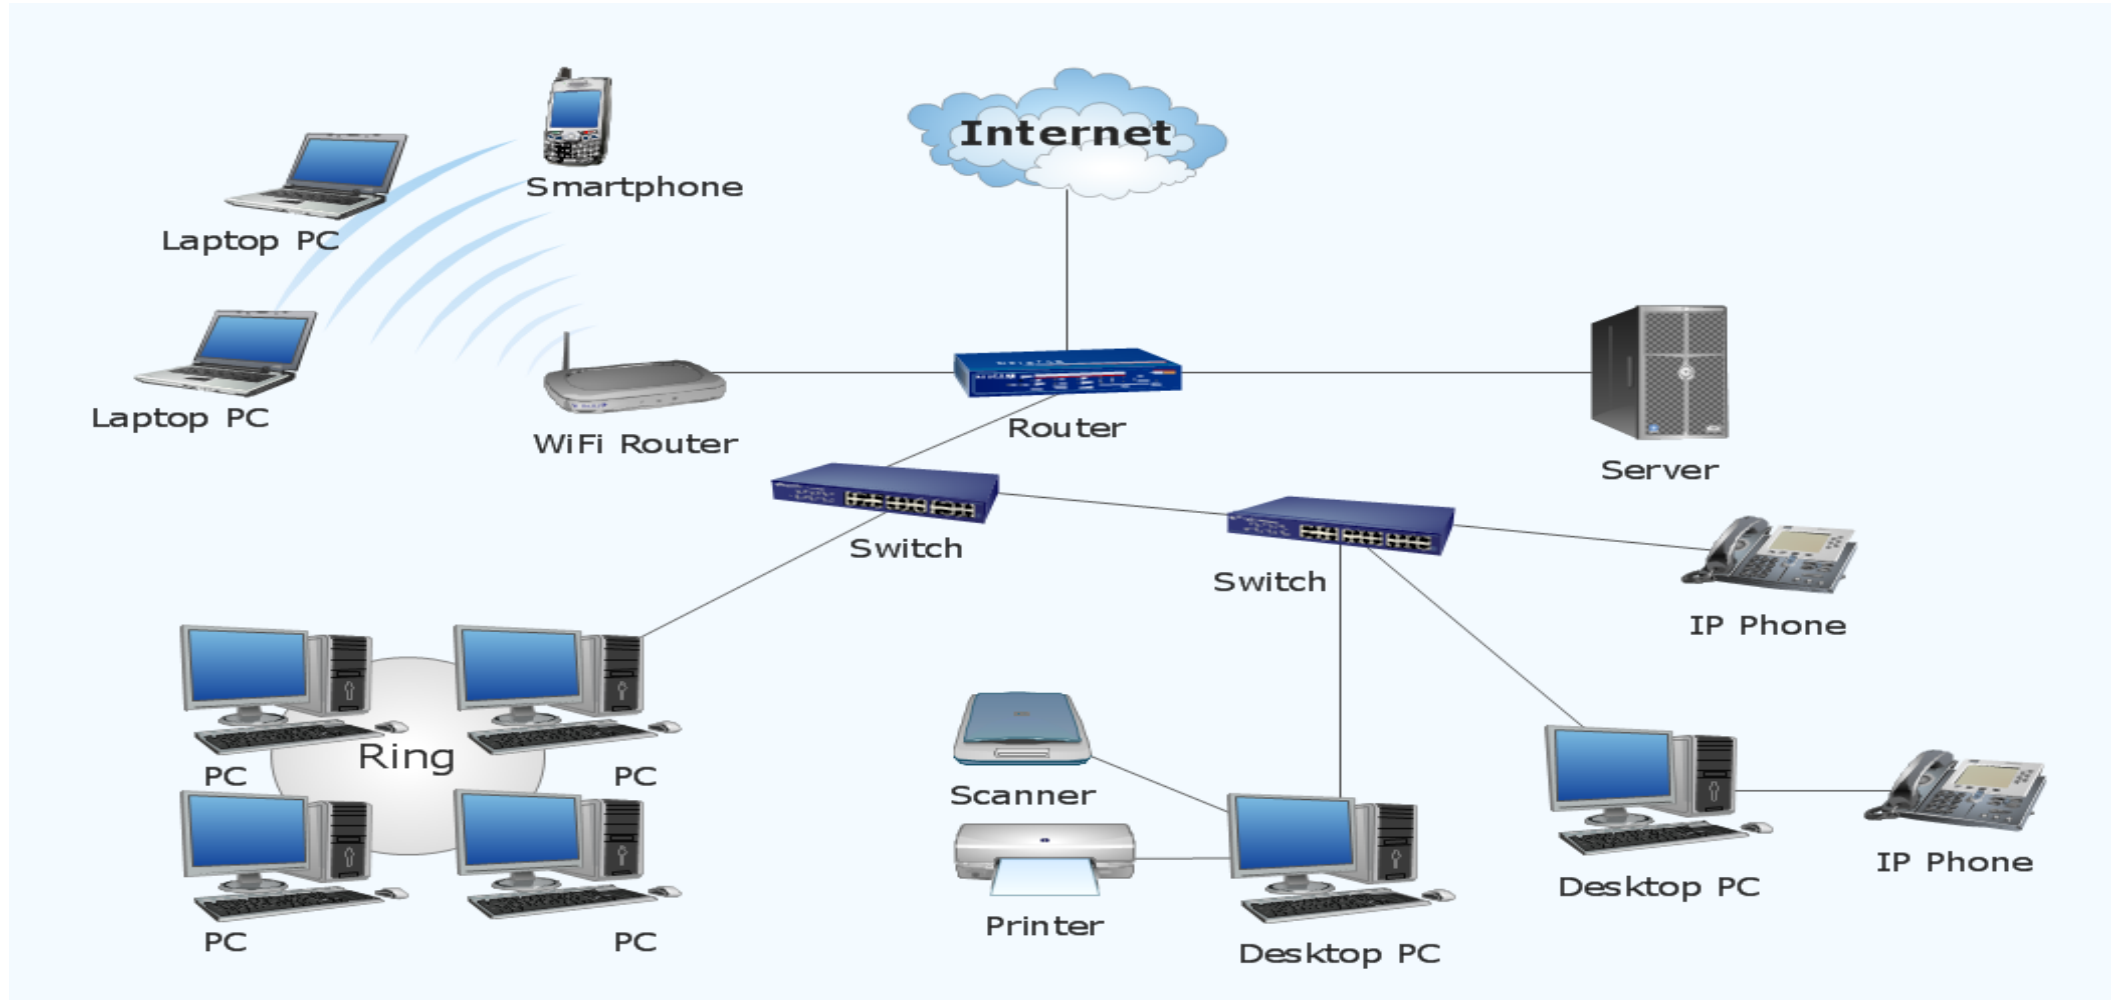 Internet
Smartphone
Laptop PC
Laptop PC
WiFi Router
Router
Server
Switch
Switch
IP Phone
Ring
PC
PC
PC
PC
Scanner
Printer
Desktop PC
Desktop PC
IP Phone